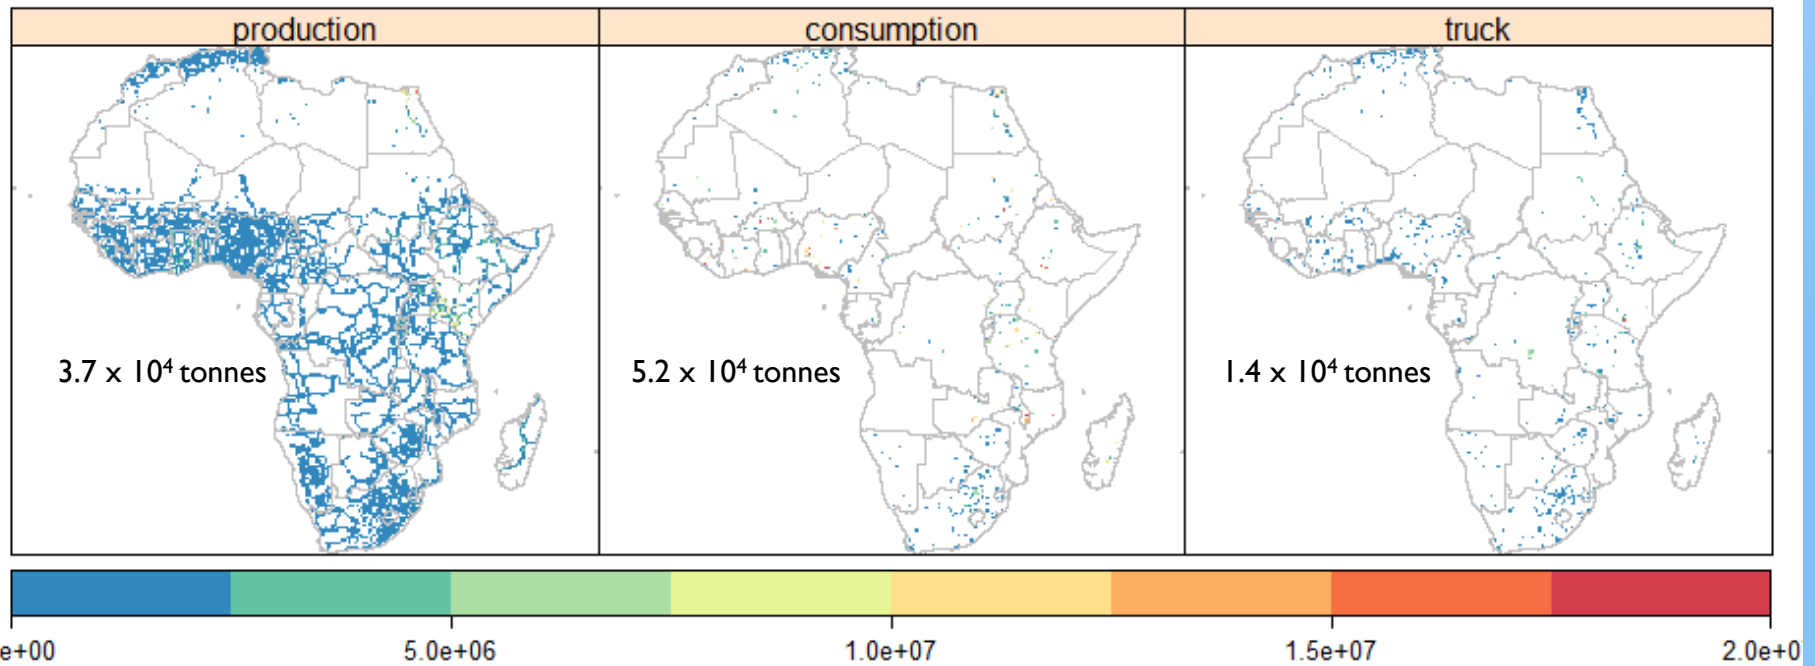 production consumption truck
3.7 x 10⁴ tonnes 5.2 x 10⁴ tonnes 1.4 x 10⁴ tonnes
e+00 5.0e+06 1.0e+07 1.5e+07 2.0e+0